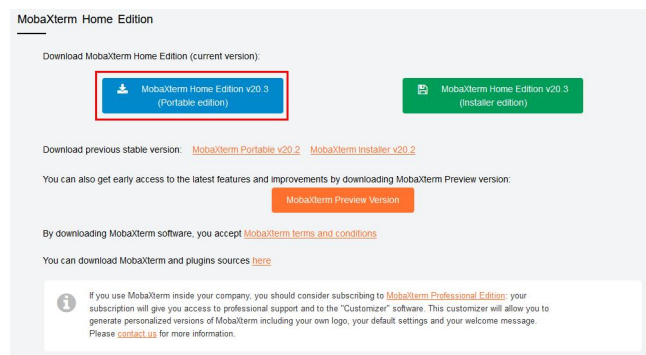 MobaXterm Home Edition
Download MobaXterm Home Edition (current version):
MobaXterm Home Edition v20.3
(Portable edition)
MobaXterm Home Edition v20.3
(Installer edition)
Download previous stable version: MobaXterm Portable v20.2 MobaXterm Installer v20.2
You can also get early access to the latest features and improvements by downloading MobaXterm Preview version:
MobaXterm Preview Version
By downloading MobaXterm software, you accept MobaXterm terms and conditions
You can download MobaXterm and plugins sources here
If you use MobaXterm inside your company, you should consider subscribing to MobaXterm Professional Edition: your
subscription will give you access to professional support and to the "Customizer" software. This customizer will allow you to
generate personalized versions of MobaXterm including your own logo, your default settings and your welcome message.
Please contact us for more information.